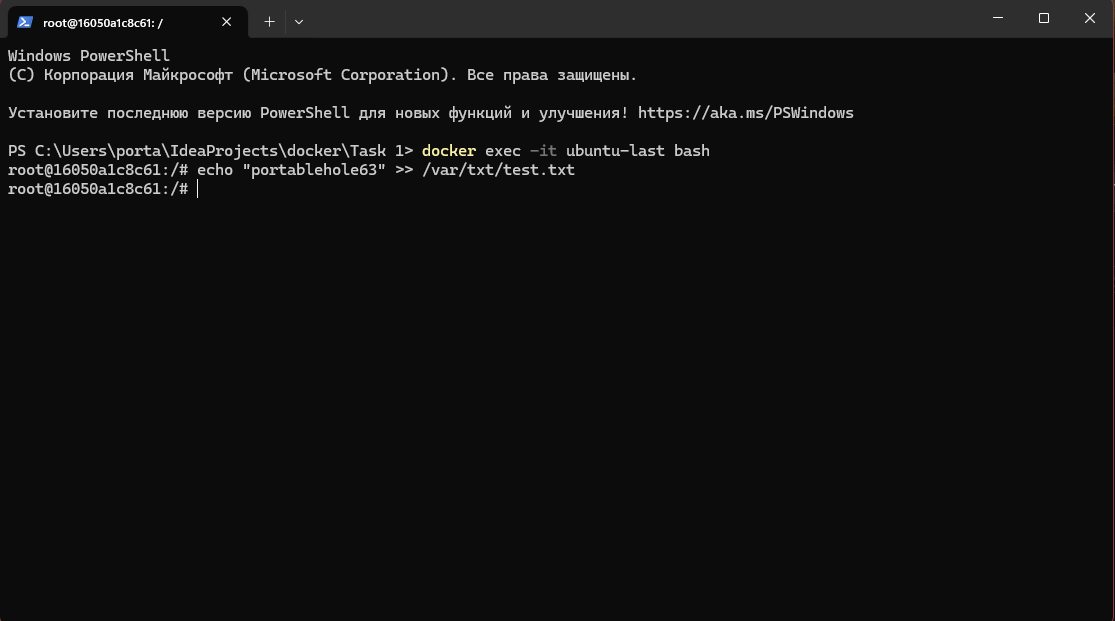 root@16050a1c8c61: /
Windows PowerShell
(C) Корпорация Майкрософт (Microsoft Corporation). Все права защищены.
Установите последнюю версию PowerShell для новых функций и улучшения! https://aka.ms/PSWindows
PS C:\Users\porta\IdeaProjects\docker\Task 1> docker exec -it ubuntu-last bash
root@16050a1c8c61:/# echo "portablehole63" >> /var/txt/test.txt
root@16050a1c8c61:/#